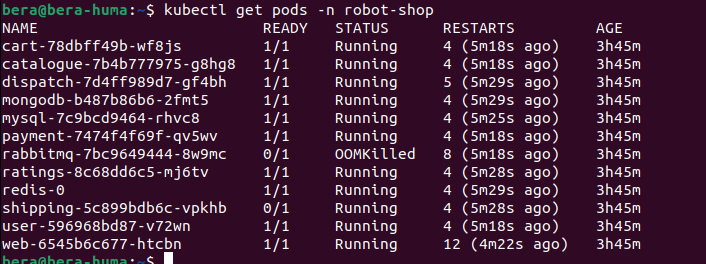 bera@bera-huma:~$ kubectl get pods -n robot-shop
NAME READY STATUS RESTARTS AGE
cart-78dbff49b-wf8js 1/1 Running 4 (5m18s ago) 3h45m
catalogue-7b4b777975-g8hg8 1/1 Running 4 (5m18s ago) 3h45m
dispatch-7d4ff989d7-gf4bh 1/1 Running 5 (5m29s ago) 3h45m
mongodb-b487b86b6-2fmt5 1/1 Running 4 (5m29s ago) 3h45m
mysql-7c9bcd9464-rhvc8 1/1 Running 4 (5m25s ago) 3h45m
payment-7474f4f69f-qv5wv 1/1 Running 4 (5m18s ago) 3h45m
rabbitmq-7bc9649444-8w9mc 0/1 OOMKilled 8 (5m18s ago) 3h45m
ratings-8c68dd6c5-mj6tv 1/1 Running 4 (5m28s ago) 3h45m
redis-0 1/1 Running 4 (5m29s ago) 3h45m
shipping-5c899bdb6c-vpkhb 0/1 Running 4 (5m28s ago) 3h45m
user-596968bd87-v72wn 1/1 Running 4 (5m18s ago) 3h45m
web-6545b6c677-htcbn 1/1 Running 12 (4m22s ago) 3h45m
bera@bera-huma:~$